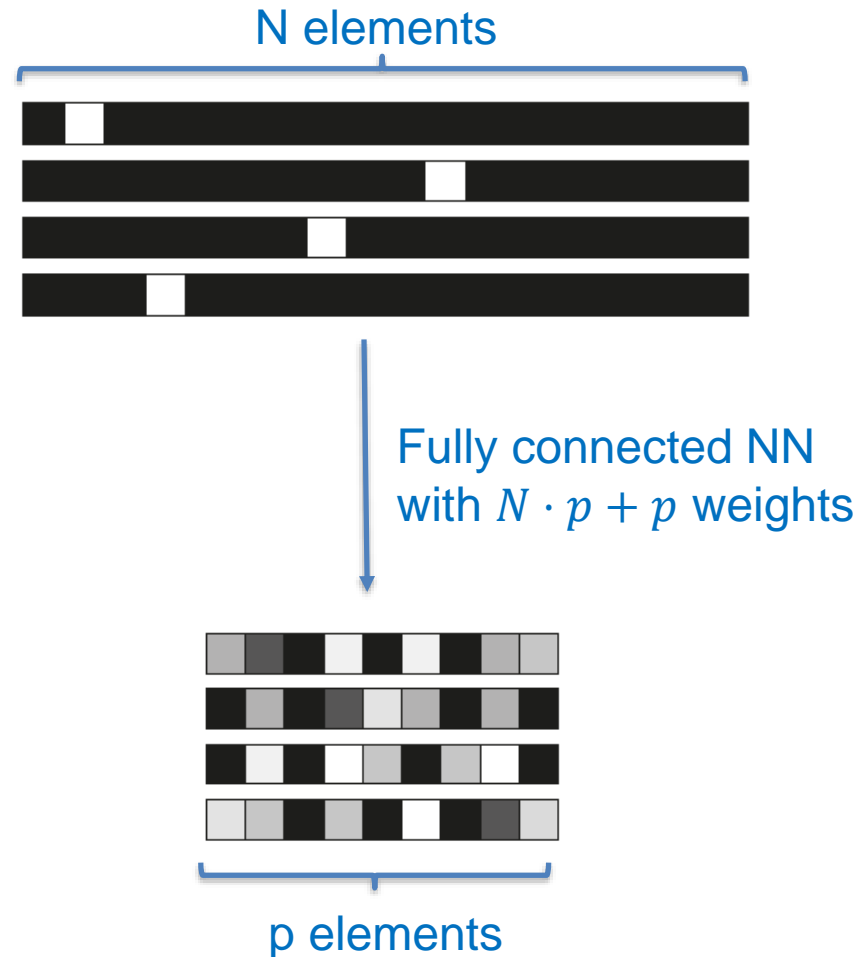 N elements
Fully connected NN
with N · p + p weights
p elements